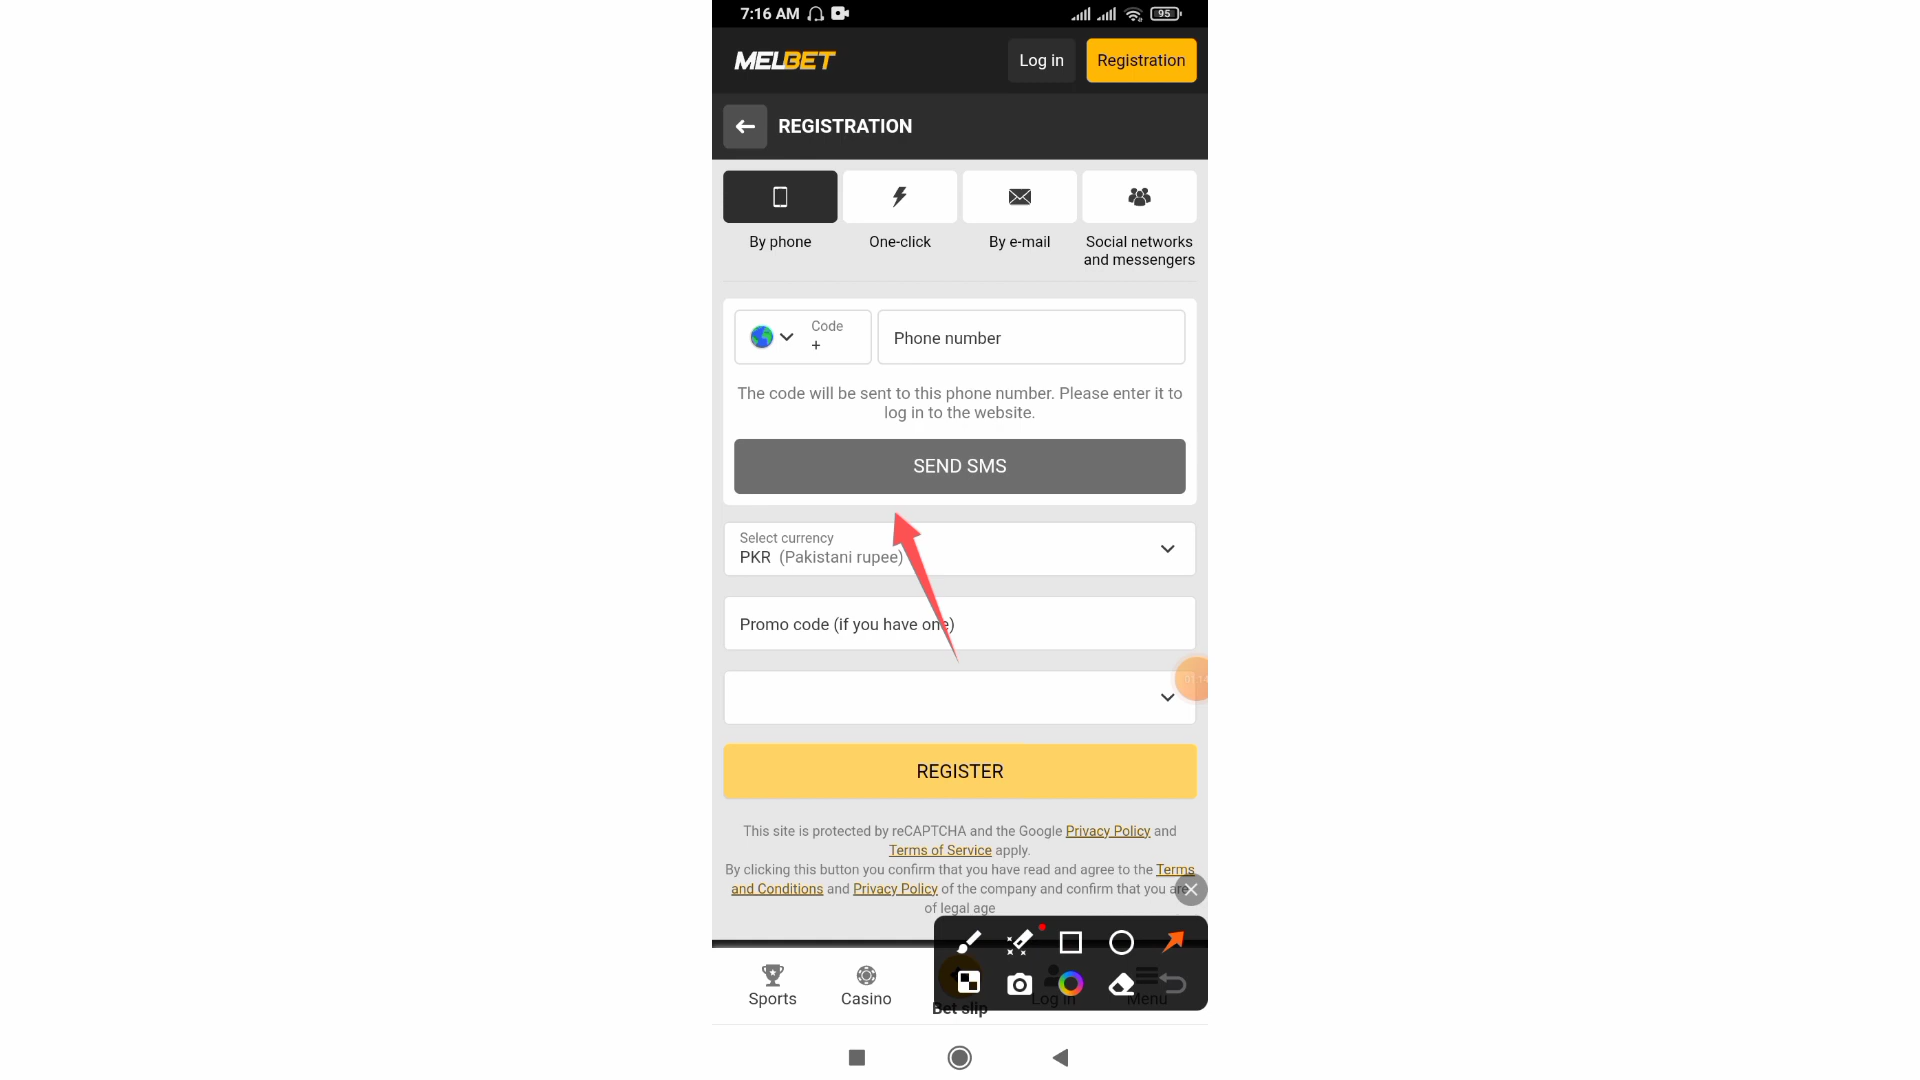 7:16 AM
95
MELBET
Log in
Registration
REGISTRATION
By phone
One-click
By e-mail
Social networks
and messengers
Code
+
Phone number
The code will be sent to this phone number. Please enter it to
log in to the website.
SEND SMS
Select currency
PKR (Pakistani rupee)
Promo code (if you have one)
REGISTER
This site is protected by reCAPTCHA and the Google Privacy Policy and
Terms of Service apply.
By clicking this button you confirm that you have read and agree to the Terms
and Conditions and Privacy Policy of the company and confirm that you are
of legal age
Sports
Casino
Bet slip
Log in
Menu